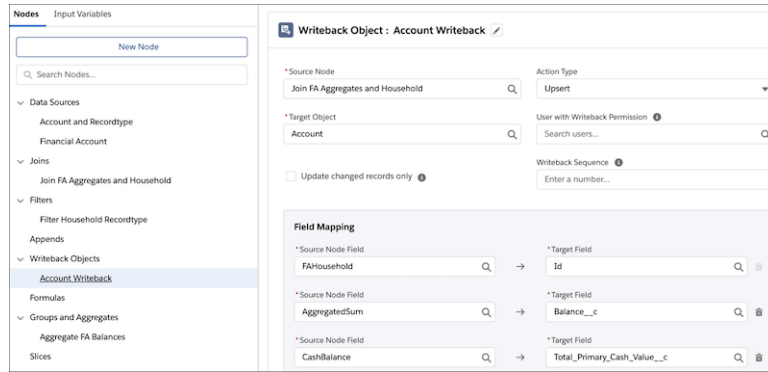 Nodes
Input Variables
New Node
Search Nodes...
Data Sources
Account and Recordtype
Financial Account
Joins
Join FA Aggregates and Household
Filters
Filter Household Recordtype
Appends
Writeback Objects
Account Writeback
Formulas
Groups and Aggregates
Aggregate FA Balances
Slices
Writeback Object : Account Writeback
*Source Node
Action Type
Join FA Aggregates and Household
Upsert
*Target Object
User with Writeback Permission
Account
Search users...
Writeback Sequence
Update changed records only
Enter a number...
Field Mapping
*Source Node Field
*Target Field
FAHousehold
Id
*Source Node Field
*Target Field
AggregatedSum
Balance__c
*Source Node Field
*Target Field
CashBalance
Total_Primary_Cash_Value__c